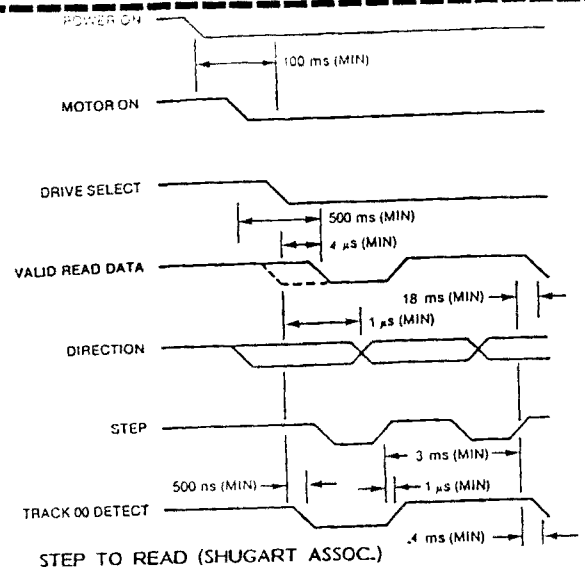 POWER ON
100 ms (MIN)
MOTOR ON
DRIVE SELECT
500 ms (MIN)
4 μs (MIN)
VALID READ DATA
18 ms (MIN)
1 μs (MIN)
DIRECTION
STEP
3 ms (MIN)
500 ns (MIN)
1 μs (MIN)
TRACK 00 DETECT
.4 ms (MIN)
STEP TO READ (SHUGART ASSOC.)